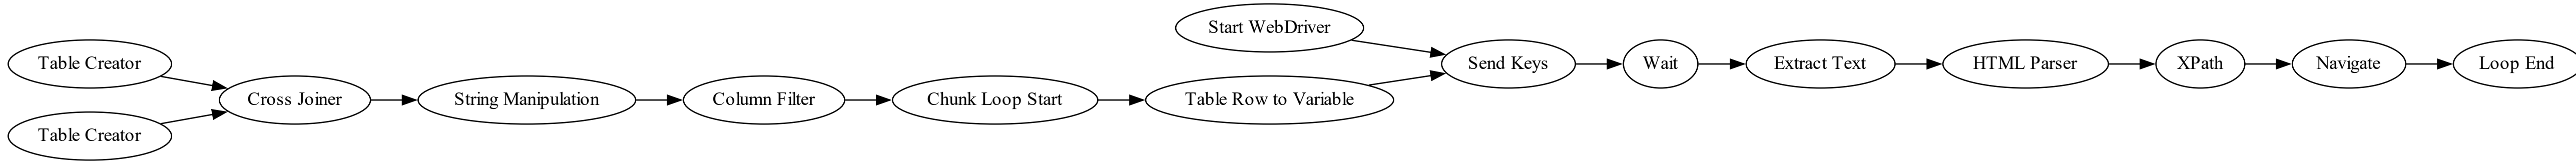 Table Creator
Table Creator
Cross Joiner
String Manipulation
Column Filter
Chunk Loop Start
Start WebDriver
Table Row to Variable
Send Keys
Wait
Extract Text
HTML Parser
XPath
Navigate
Loop End